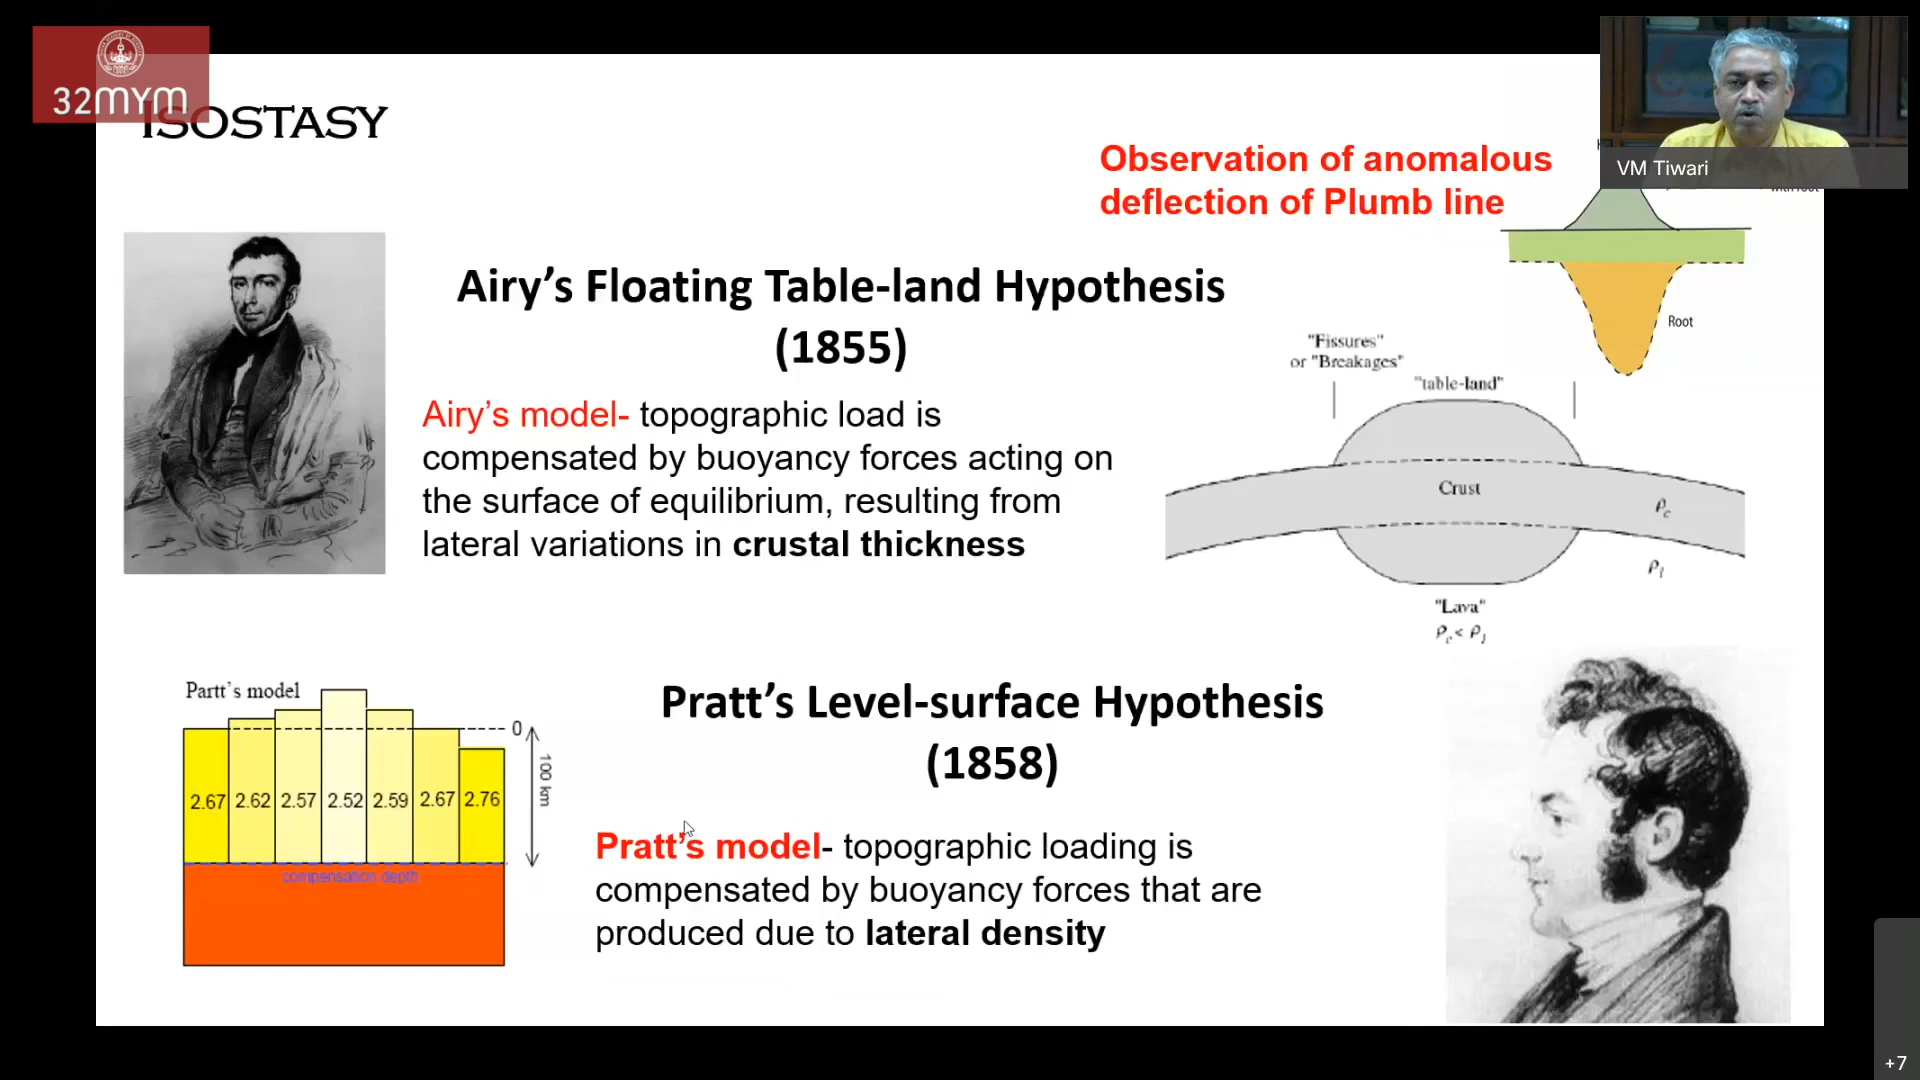 32MYM
ISOSTASY
Observation of anomalous
deflection of Plumb line
VM Tiwari
Root
Airy’s Floating Table-land Hypothesis
(1855)
Airy’s model- topographic load is
compensated by buoyancy forces acting on
the surface of equilibrium, resulting from
lateral variations in crustal thickness
"Fissures"
or "Breakages"
"table-land"
Crust
ρc
ρl
"Lava"
ρc < ρl
Partt's model
0
100 km
2.67 2.62 2.57 2.52 2.59 2.67 2.76
compensation depth
Pratt’s Level-surface Hypothesis
(1858)
Pratt’s model- topographic loading is
compensated by buoyancy forces that are
produced due to lateral density
+7